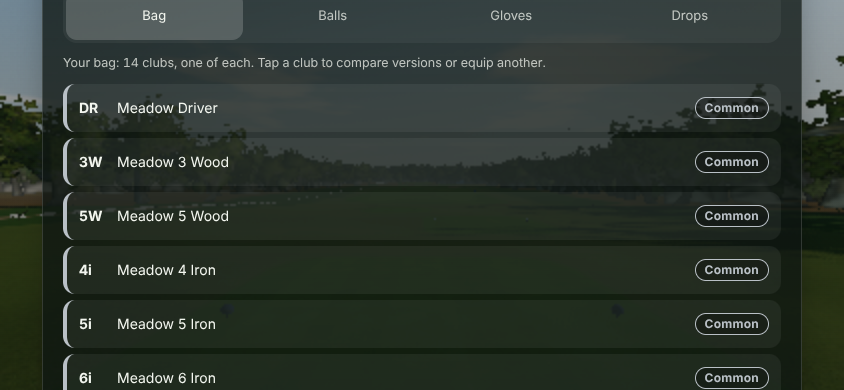 Bag Balls Gloves Drops
Your bag: 14 clubs, one of each. Tap a club to compare versions or equip another.
DR Meadow Driver Common
3W Meadow 3 Wood Common
5W Meadow 5 Wood Common
4i Meadow 4 Iron Common
5i Meadow 5 Iron Common
6i Meadow 6 Iron Common